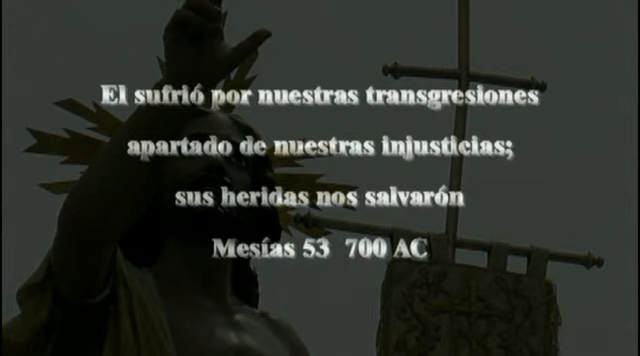 El sufrió por nuestras transgresiones
apartado de nuestras injusticias;
sus heridas nos salvarón
Mesías 53 700 AC